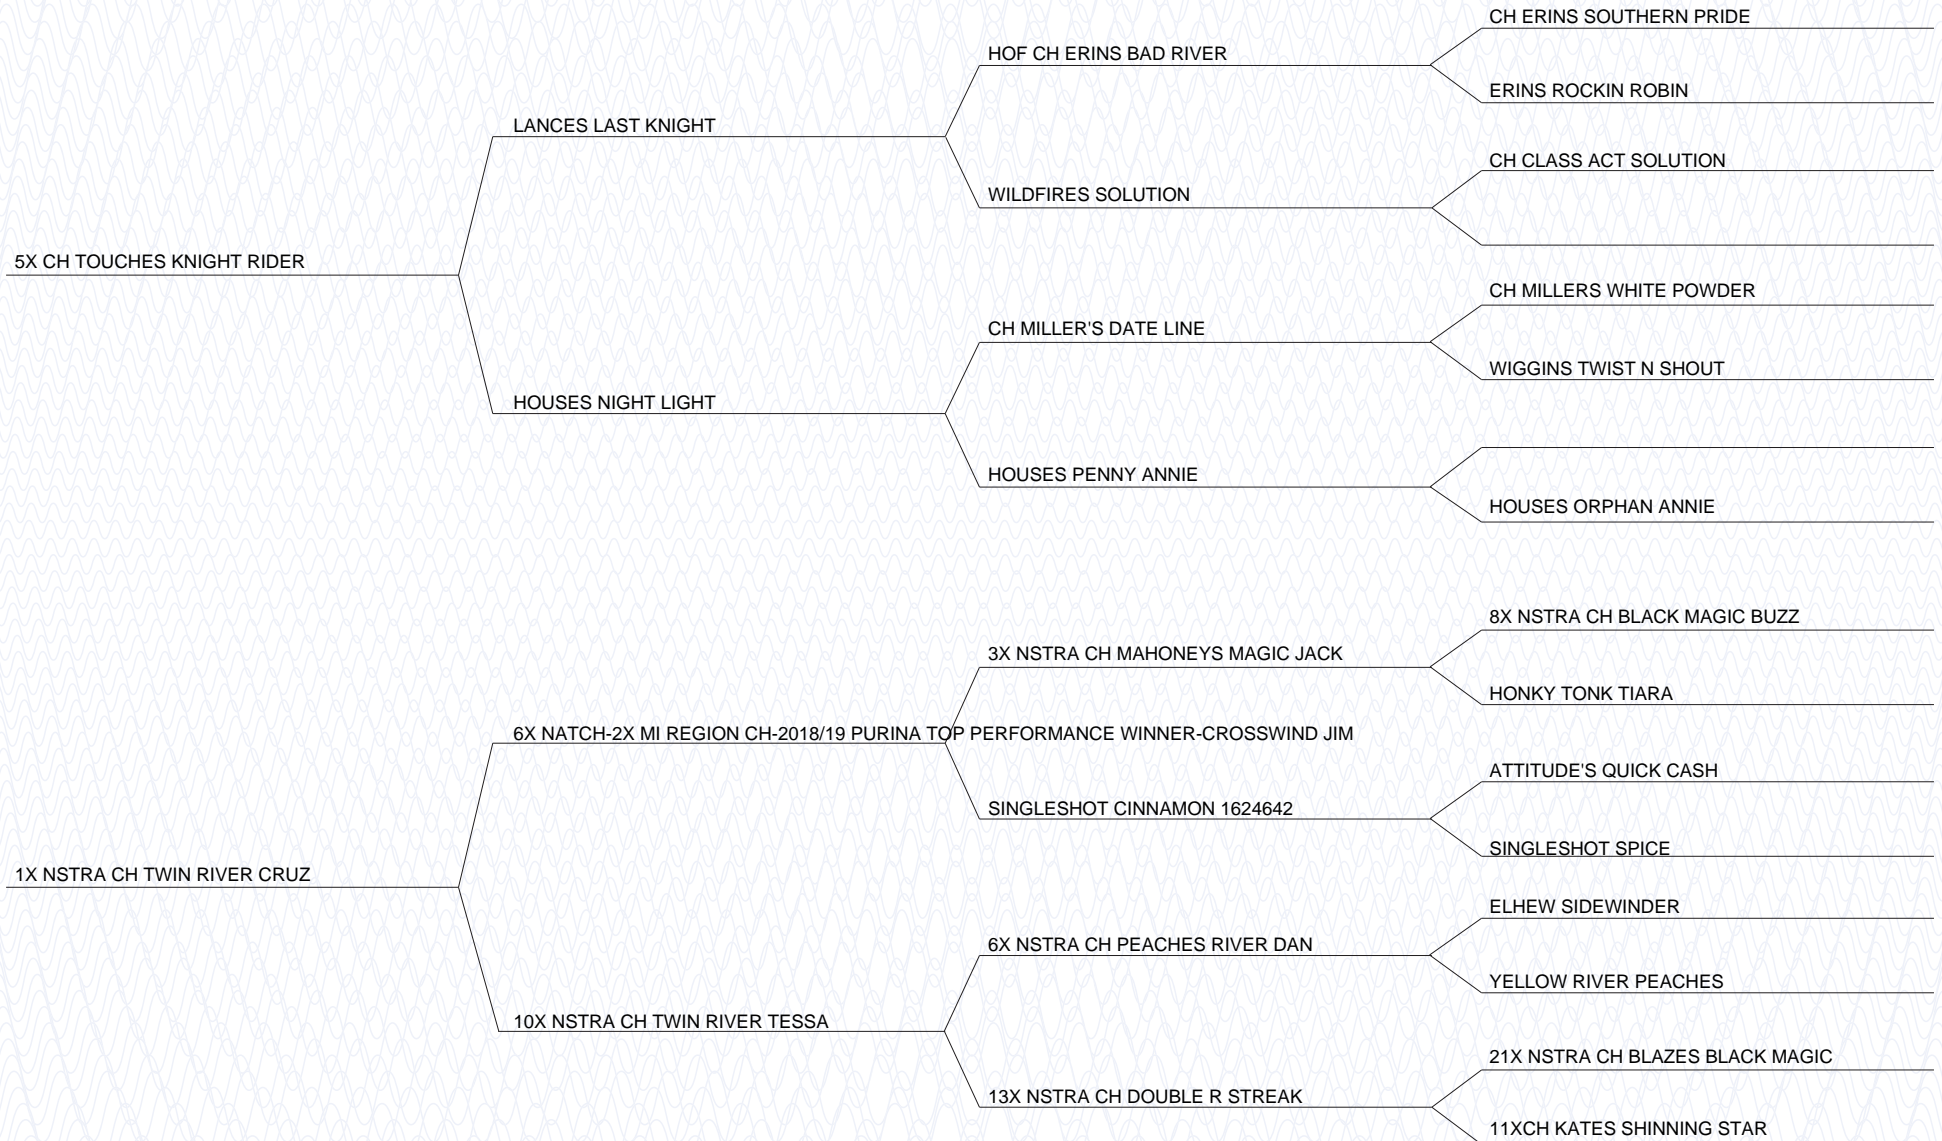 CH ERINS SOUTHERN PRIDE
HOF CH ERINS BAD RIVER
ERINS ROCKIN ROBIN
LANCES LAST KNIGHT
CH CLASS ACT SOLUTION
WILDFIRES SOLUTION
5X CH TOUCHES KNIGHT RIDER
CH MILLERS WHITE POWDER
CH MILLER'S DATE LINE
WIGGINS TWIST N SHOUT
HOUSES NIGHT LIGHT
HOUSES PENNY ANNIE
HOUSES ORPHAN ANNIE
8X NSTRA CH BLACK MAGIC BUZZ
3X NSTRA CH MAHONEYS MAGIC JACK
HONKY TONK TIARA
6X NATCH-2X MI REGION CH-2018/19 PURINA TOP PERFORMANCE WINNER-CROSSWIND JIM
ATTITUDE'S QUICK CASH
SINGLESHOT CINNAMON 1624642
SINGLESHOT SPICE
1X NSTRA CH TWIN RIVER CRUZ
ELHEW SIDEWINDER
6X NSTRA CH PEACHES RIVER DAN
YELLOW RIVER PEACHES
10X NSTRA CH TWIN RIVER TESSA
21X NSTRA CH BLAZES BLACK MAGIC
13X NSTRA CH DOUBLE R STREAK
11XCH KATES SHINNING STAR